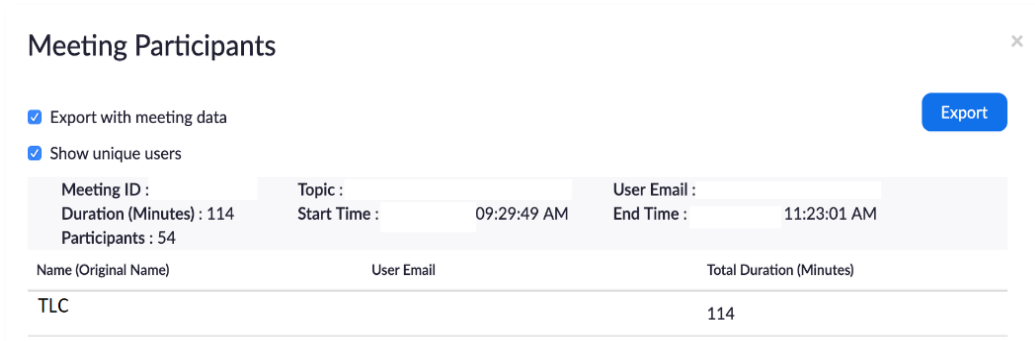 Meeting Participants
×
Export with meeting data
Export
Show unique users
Meeting ID : Topic : User Email :
Duration (Minutes) : 114 Start Time : 09:29:49 AM End Time : 11:23:01 AM
Participants : 54
Name (Original Name) User Email Total Duration (Minutes)
TLC 114